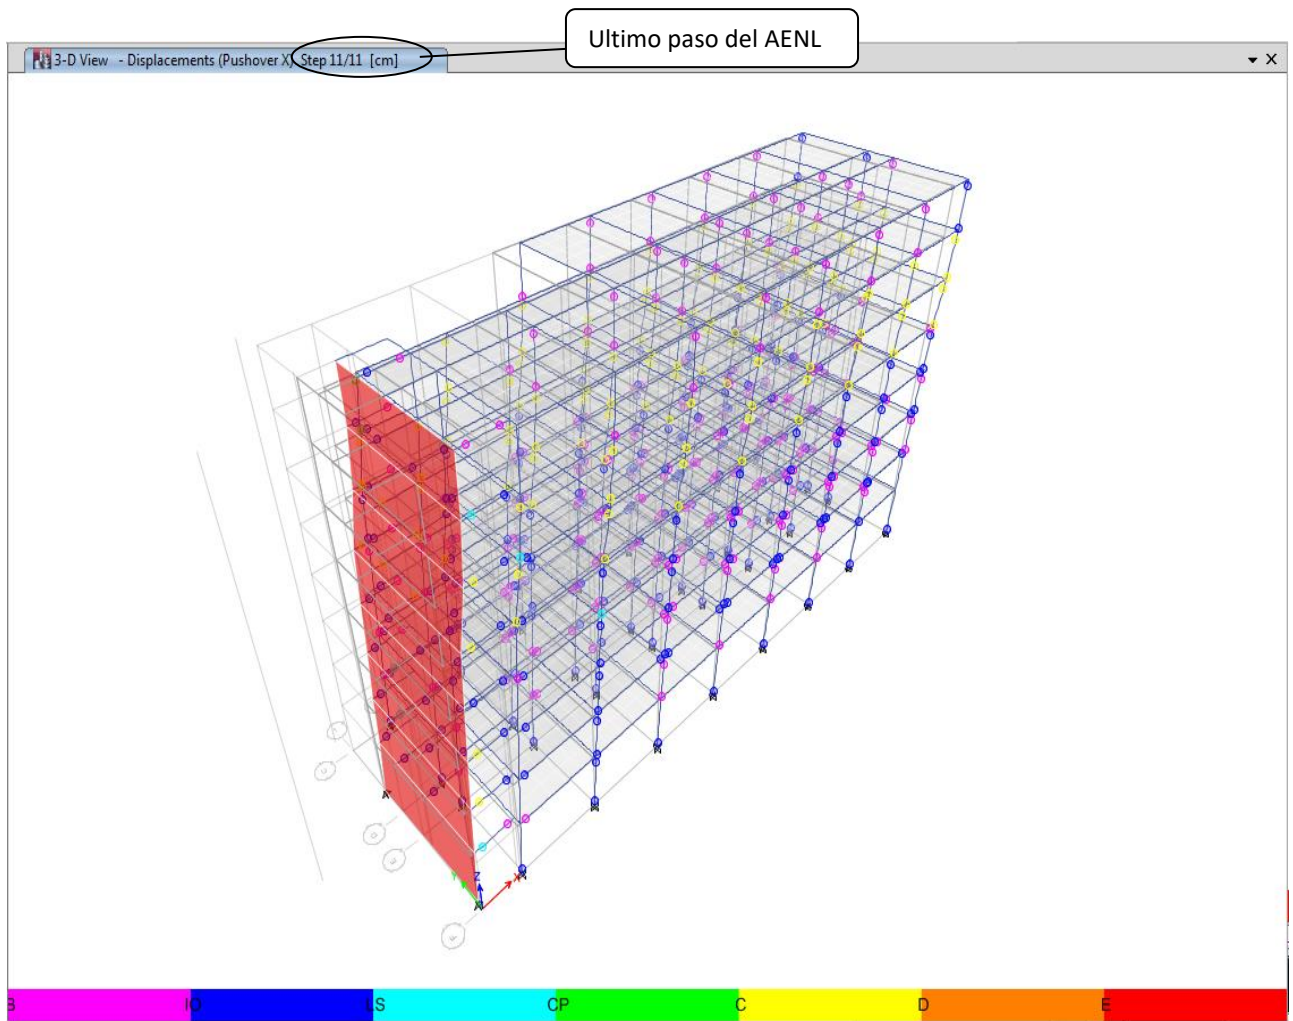 Ultimo paso del AENL
3-D View - Displacements (Pushover X) Step 11/11 [cm]
X
Y
Z
X
B IO LS CP C D E